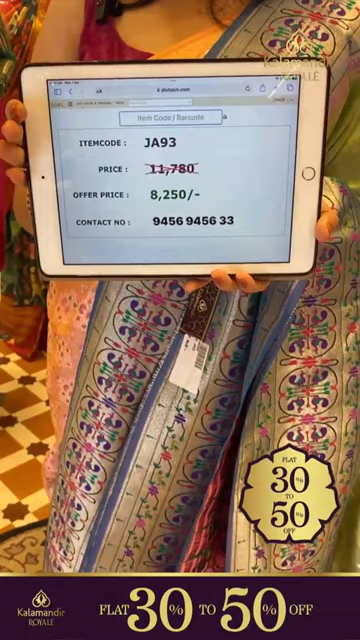 Kalamandir
ROYALE
Item Code / Barcode
ITEMCODE : JA93
PRICE : 11,780
OFFER PRICE : 8,250/-
CONTACT NO : 9456 9456 33
FLAT
30%
TO
50%
OFF
Kalamandir
ROYALE
FLAT 30% TO 50% OFF